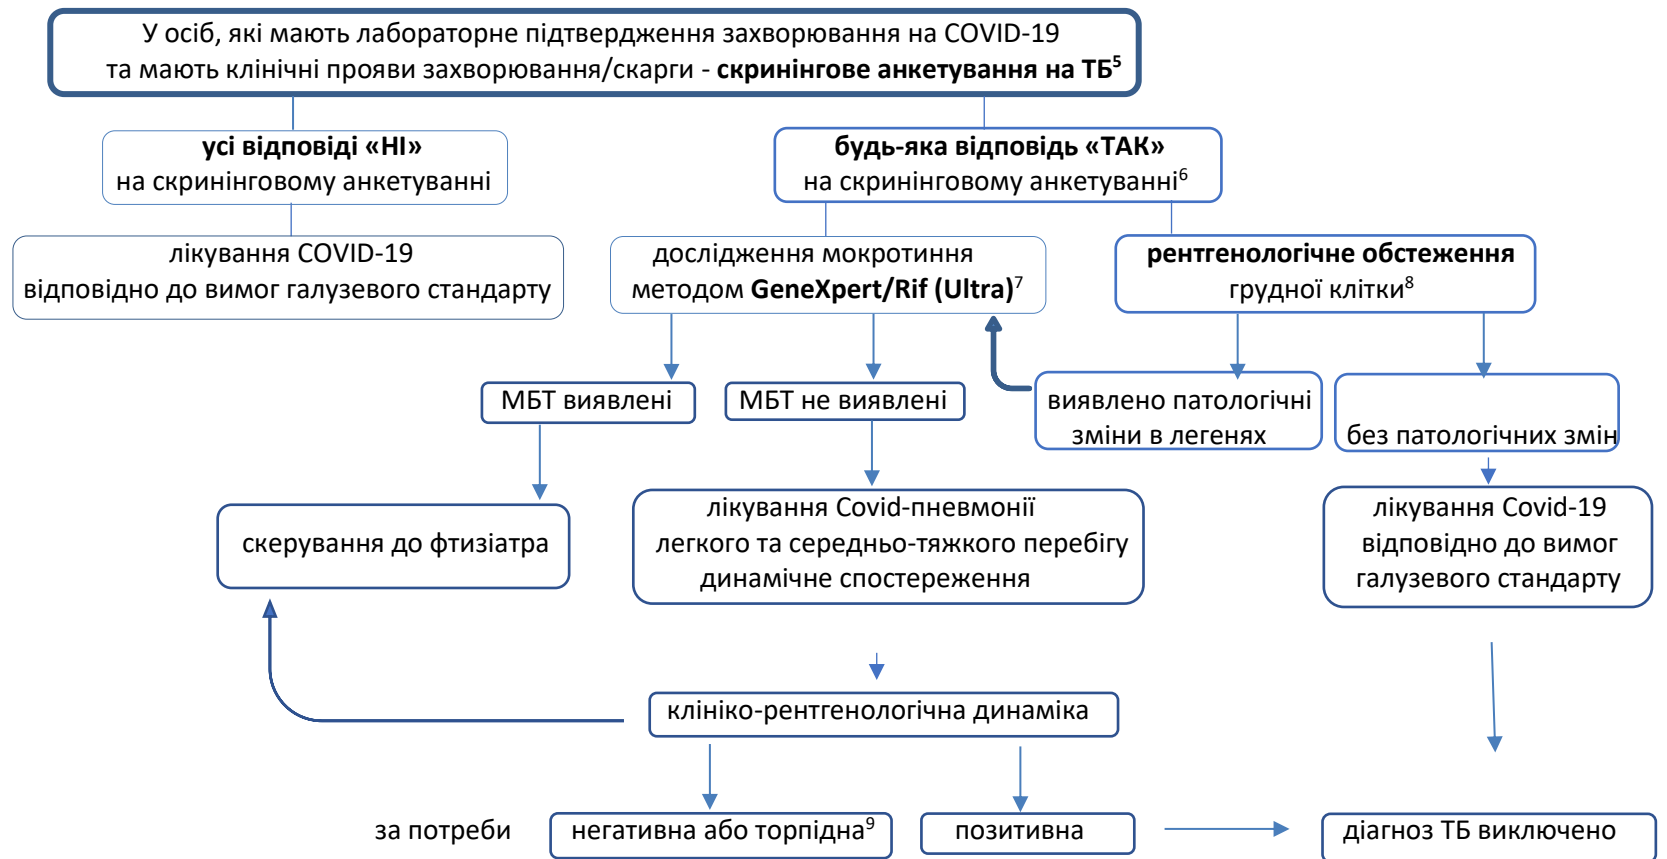 У осіб, які мають лабораторне підтвердження захворювання на COVID-19
та мають клінічні прояви захворювання/скарги - скринінгове анкетування на ТБ⁵
усі відповіді «НІ»
на скринінговому анкетуванні
будь-яка відповідь «ТАК»
на скринінговому анкетуванні⁶
лікування COVID-19
відповідно до вимог галузевого стандарту
дослідження мокротиння
методом GeneXpert/Rif (Ultra)⁷
рентгенологічне обстеження
грудної клітки⁸
МБТ виявлені
МБТ не виявлені
виявлено патологічні
зміни в легенях
без патологічних змін
скерування до фтизіатра
лікування Covid-пневмонії
легкого та середньо-тяжкого перебігу
динамічне спостереження
лікування Covid-19
відповідно до вимог
галузевого стандарту
клініко-рентгенологічна динаміка
за потреби
негативна або торпідна⁹
позитивна
діагноз ТБ виключено